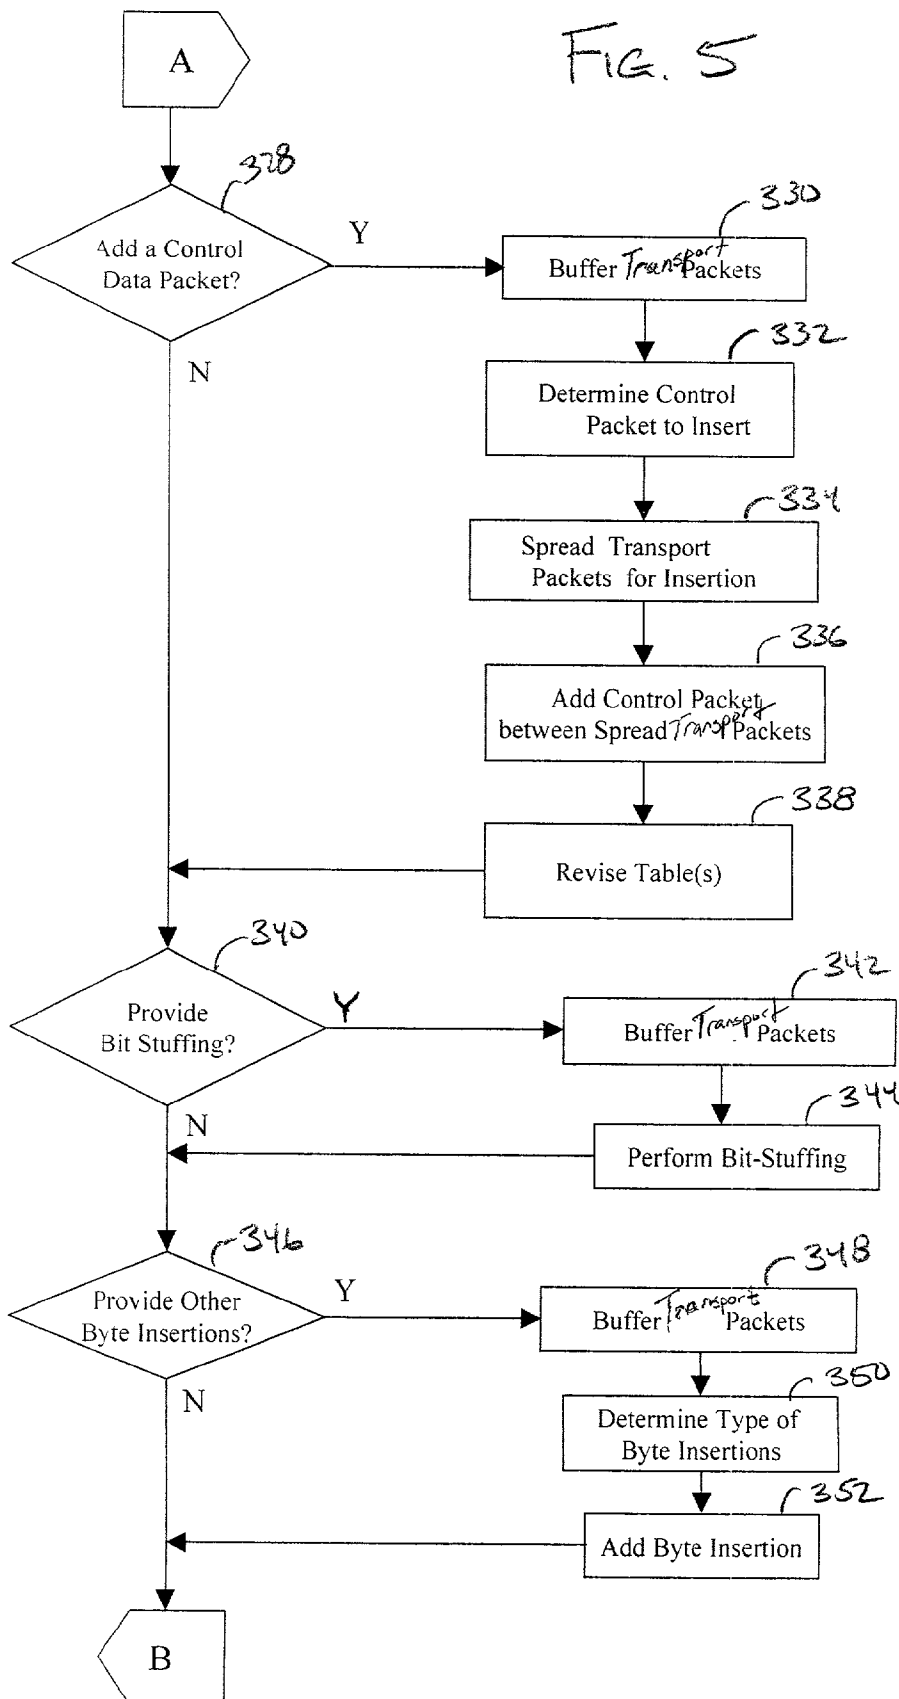 FIG. 5
A
328
Add a Control
Data Packet?
Y
N
330
Buffer Transport Packets
332
Determine Control
Packet to Insert
334
Spread Transport
Packets for Insertion
336
Add Control Packet
between Spread Transport Packets
338
Revise Table(s)
340
Provide
Bit Stuffing?
Y
N
342
Buffer Transport Packets
344
Perform Bit-Stuffing
346
Provide Other
Byte Insertions?
Y
N
348
Buffer Transport Packets
350
Determine Type of
Byte Insertions
352
Add Byte Insertion
B